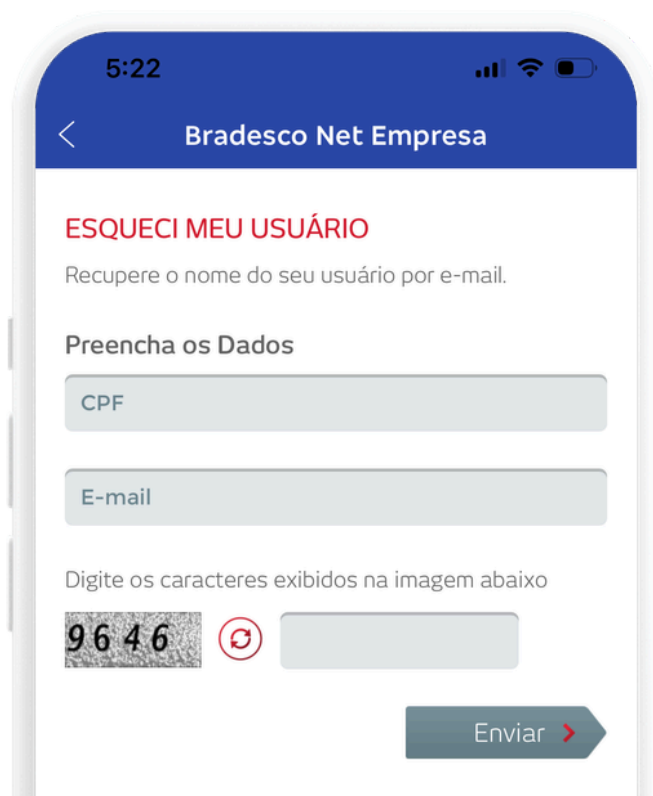 5:22
Bradesco Net Empresa
ESQUECI MEU USUÁRIO
Recupere o nome do seu usuário por e-mail.
Preencha os Dados
CPF
E-mail
Digite os caracteres exibidos na imagem abaixo
9646
Enviar